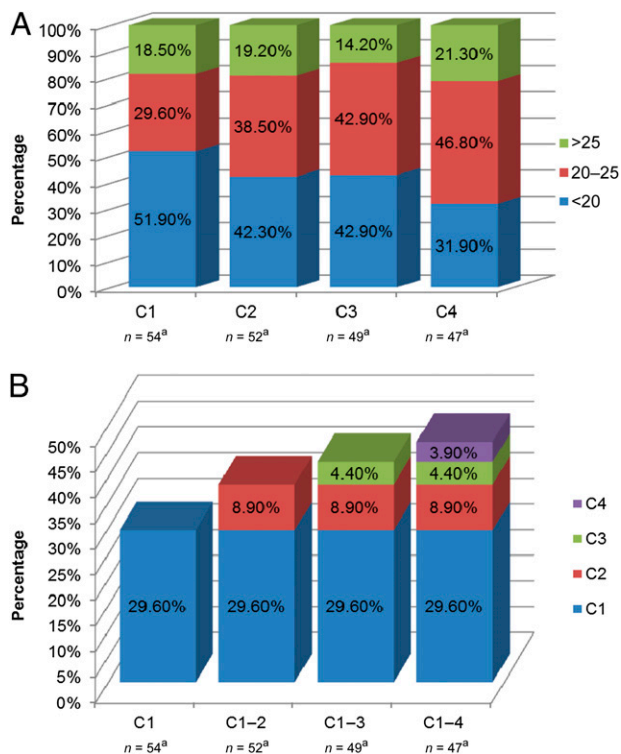 A
100%
90%
80%
70%
60%
50%
40%
30%
20%
10%
0%
Percentage
18.50% 19.20% 14.20% 21.30%
29.60% 38.50% 42.90% 46.80%
51.90% 42.30% 42.90% 31.90%
>25
20–25
<20
C1 C2 C3 C4
n = 54ᵃ n = 52ᵃ n = 49ᵃ n = 47ᵃ
B
50%
45%
40%
35%
30%
25%
20%
15%
10%
5%
0%
Percentage
3.90%
4.40% 4.40%
8.90% 8.90% 8.90%
29.60% 29.60% 29.60% 29.60%
C4
C3
C2
C1
C1 C1–2 C1–3 C1–4
n = 54ᵃ n = 52ᵃ n = 49ᵃ n = 47ᵃ